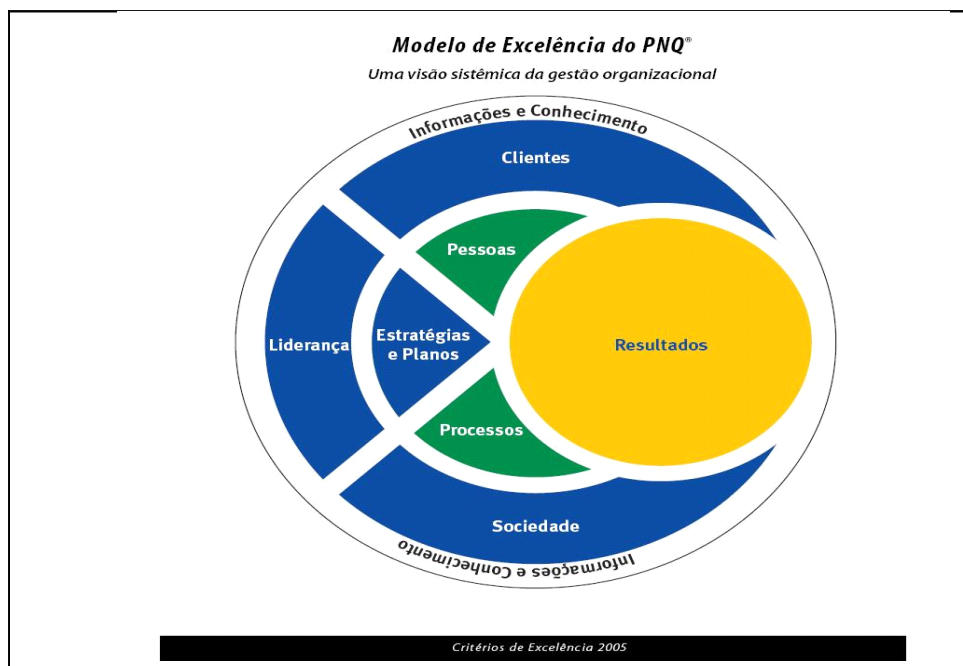 Modelo de Excelência do PNQ®
Uma visão sistêmica da gestão organizacional
Informações e Conhecimento
Clientes
Pessoas
Liderança
Estratégias
e Planos
Resultados
Processos
Sociedade
Informações e Conhecimento
Critérios de Excelência 2005